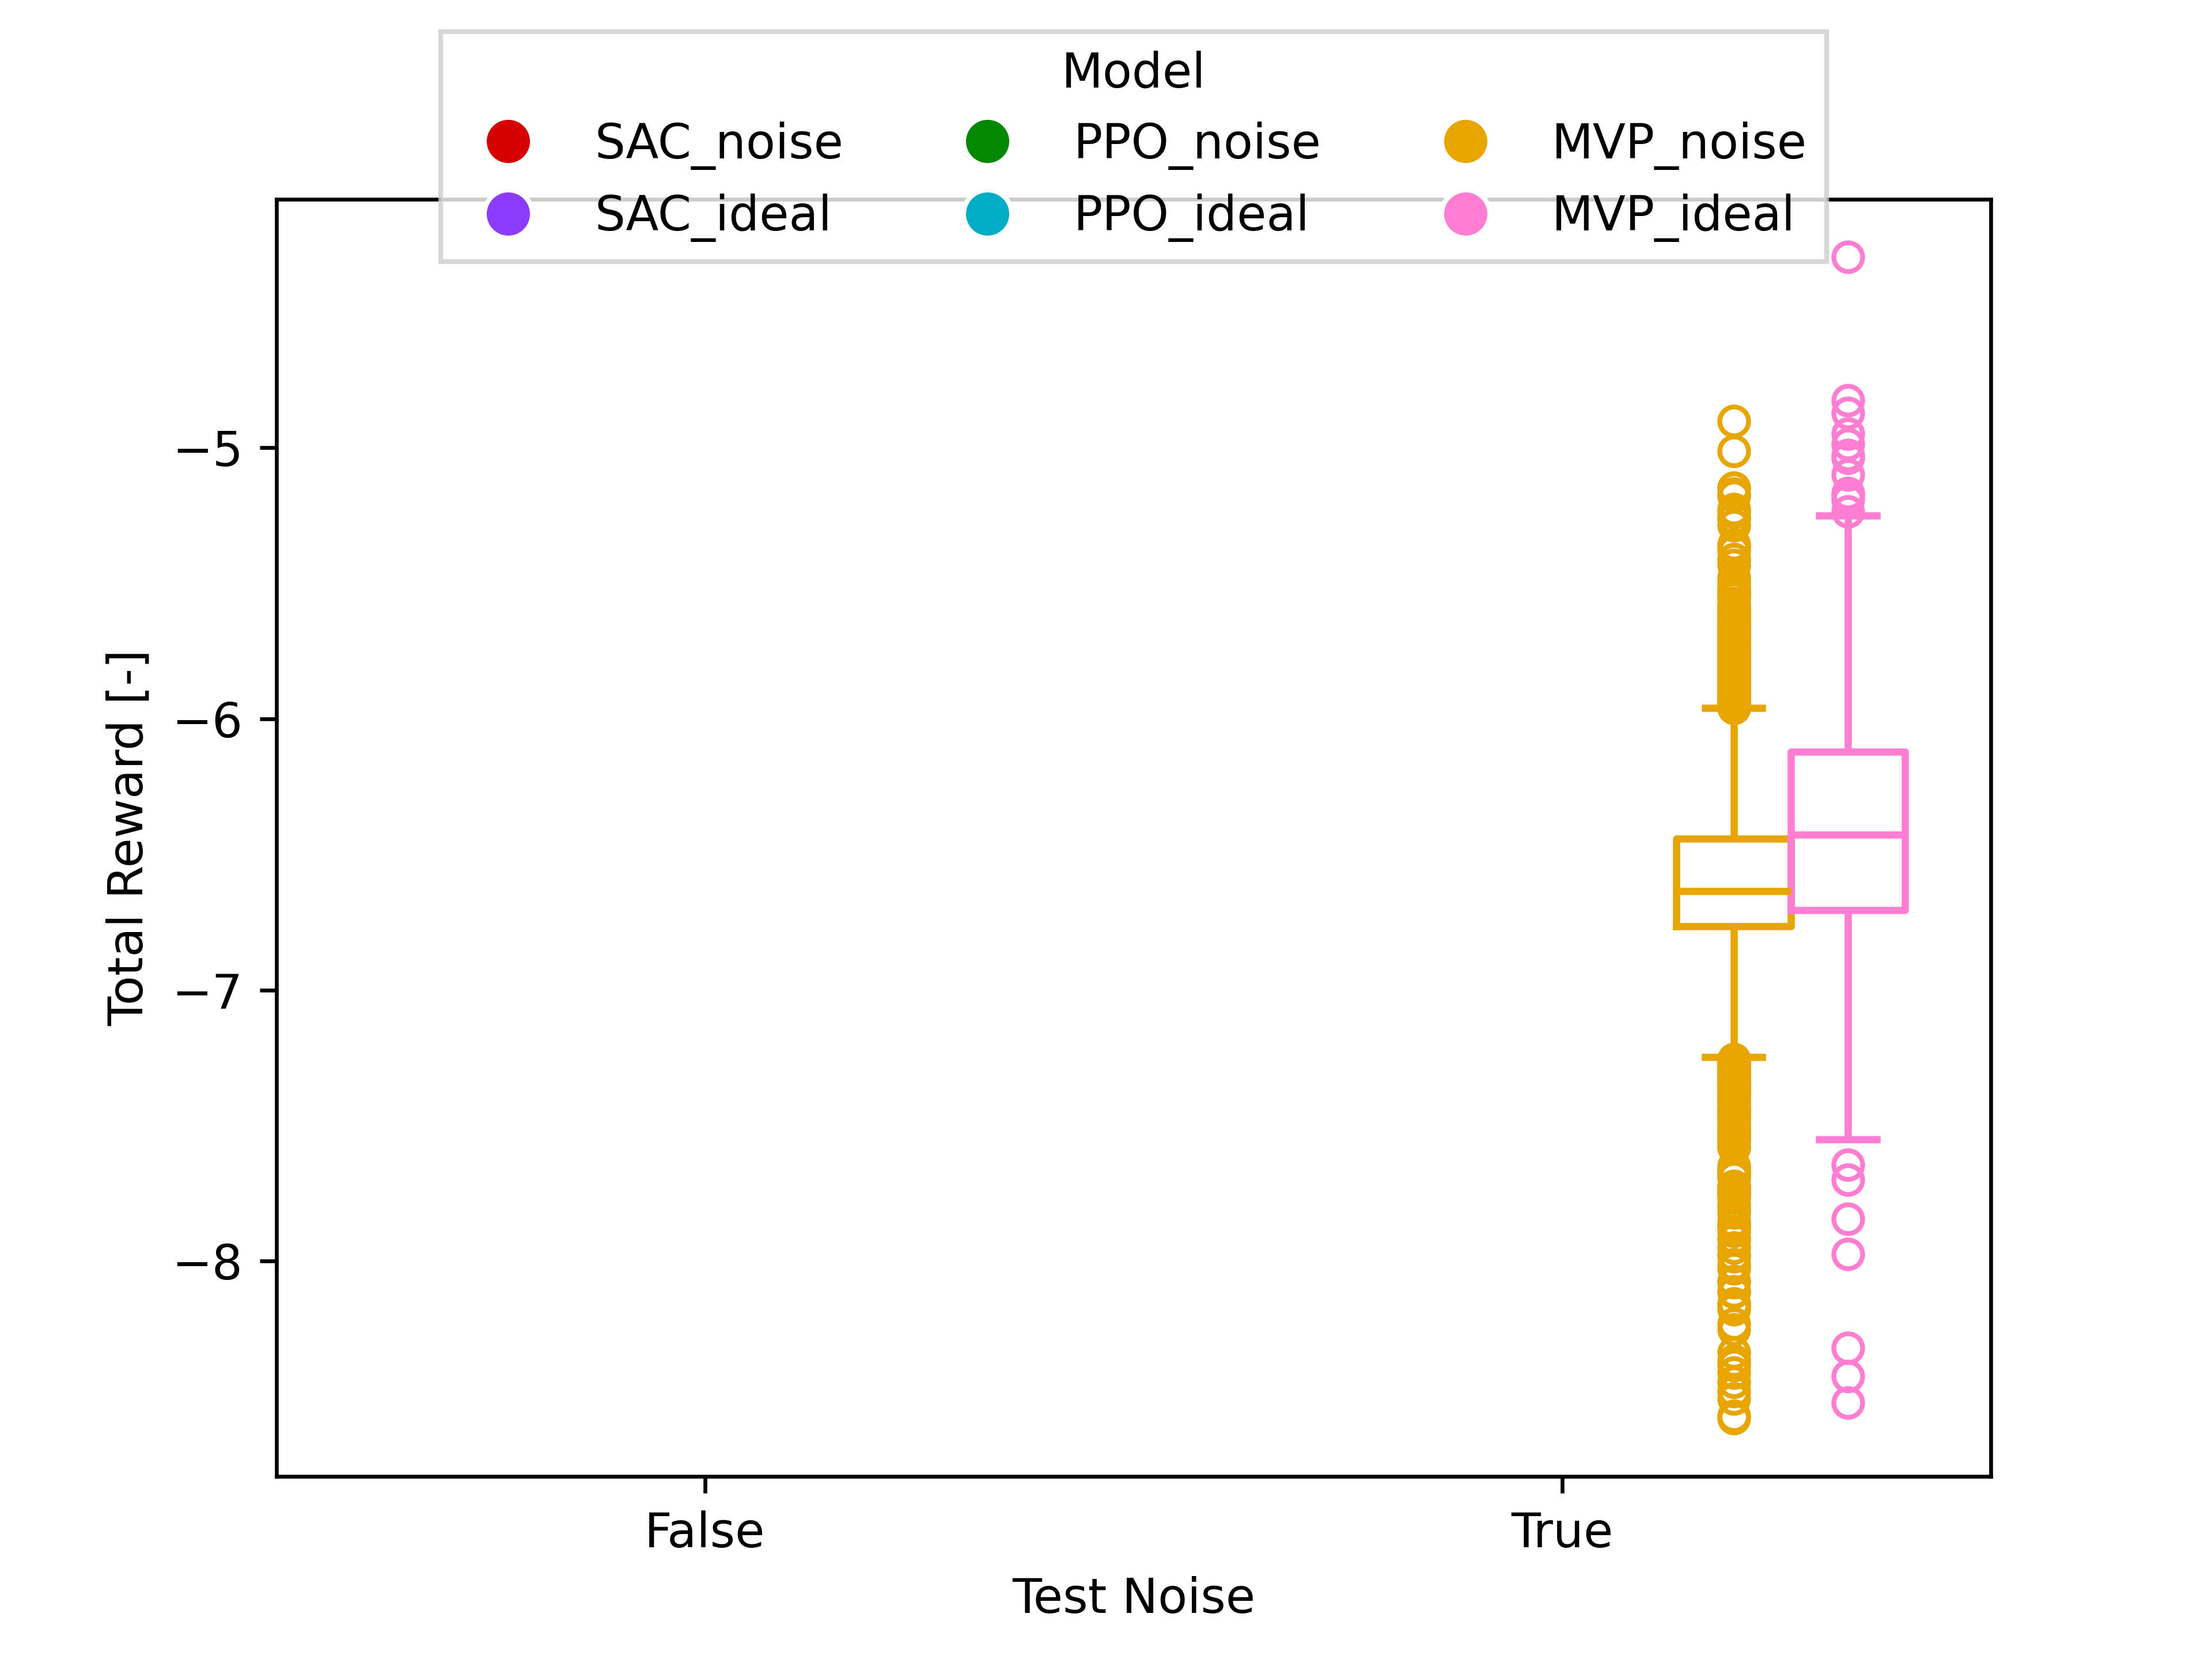 Model
SAC_noise PPO_noise MVP_noise
SAC_ideal PPO_ideal MVP_ideal
−5
−6
−7
−8
Total Reward [-]
False True
Test Noise